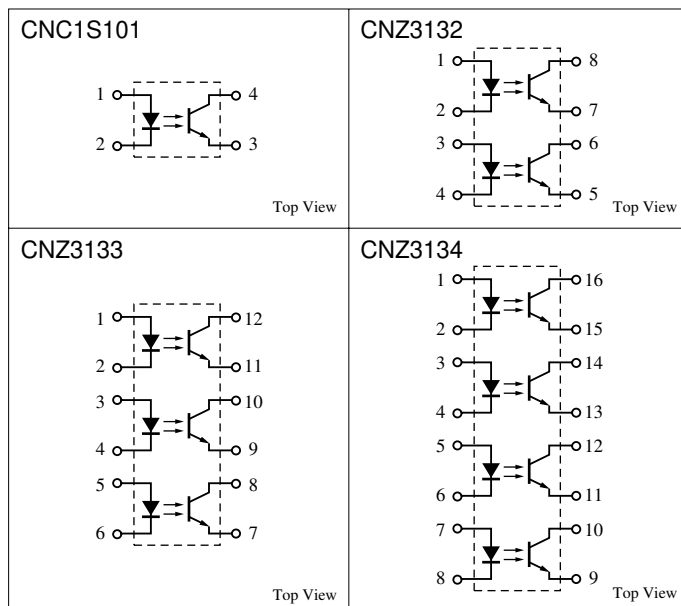 CNC1S101
1 4
2 3
Top View
CNZ3132
1 8
2 7
3 6
4 5
Top View
CNZ3133
1 12
2 11
3 10
4 9
5 8
6 7
Top View
CNZ3134
1 16
2 15
3 14
4 13
5 12
6 11
7 10
8 9
Top View